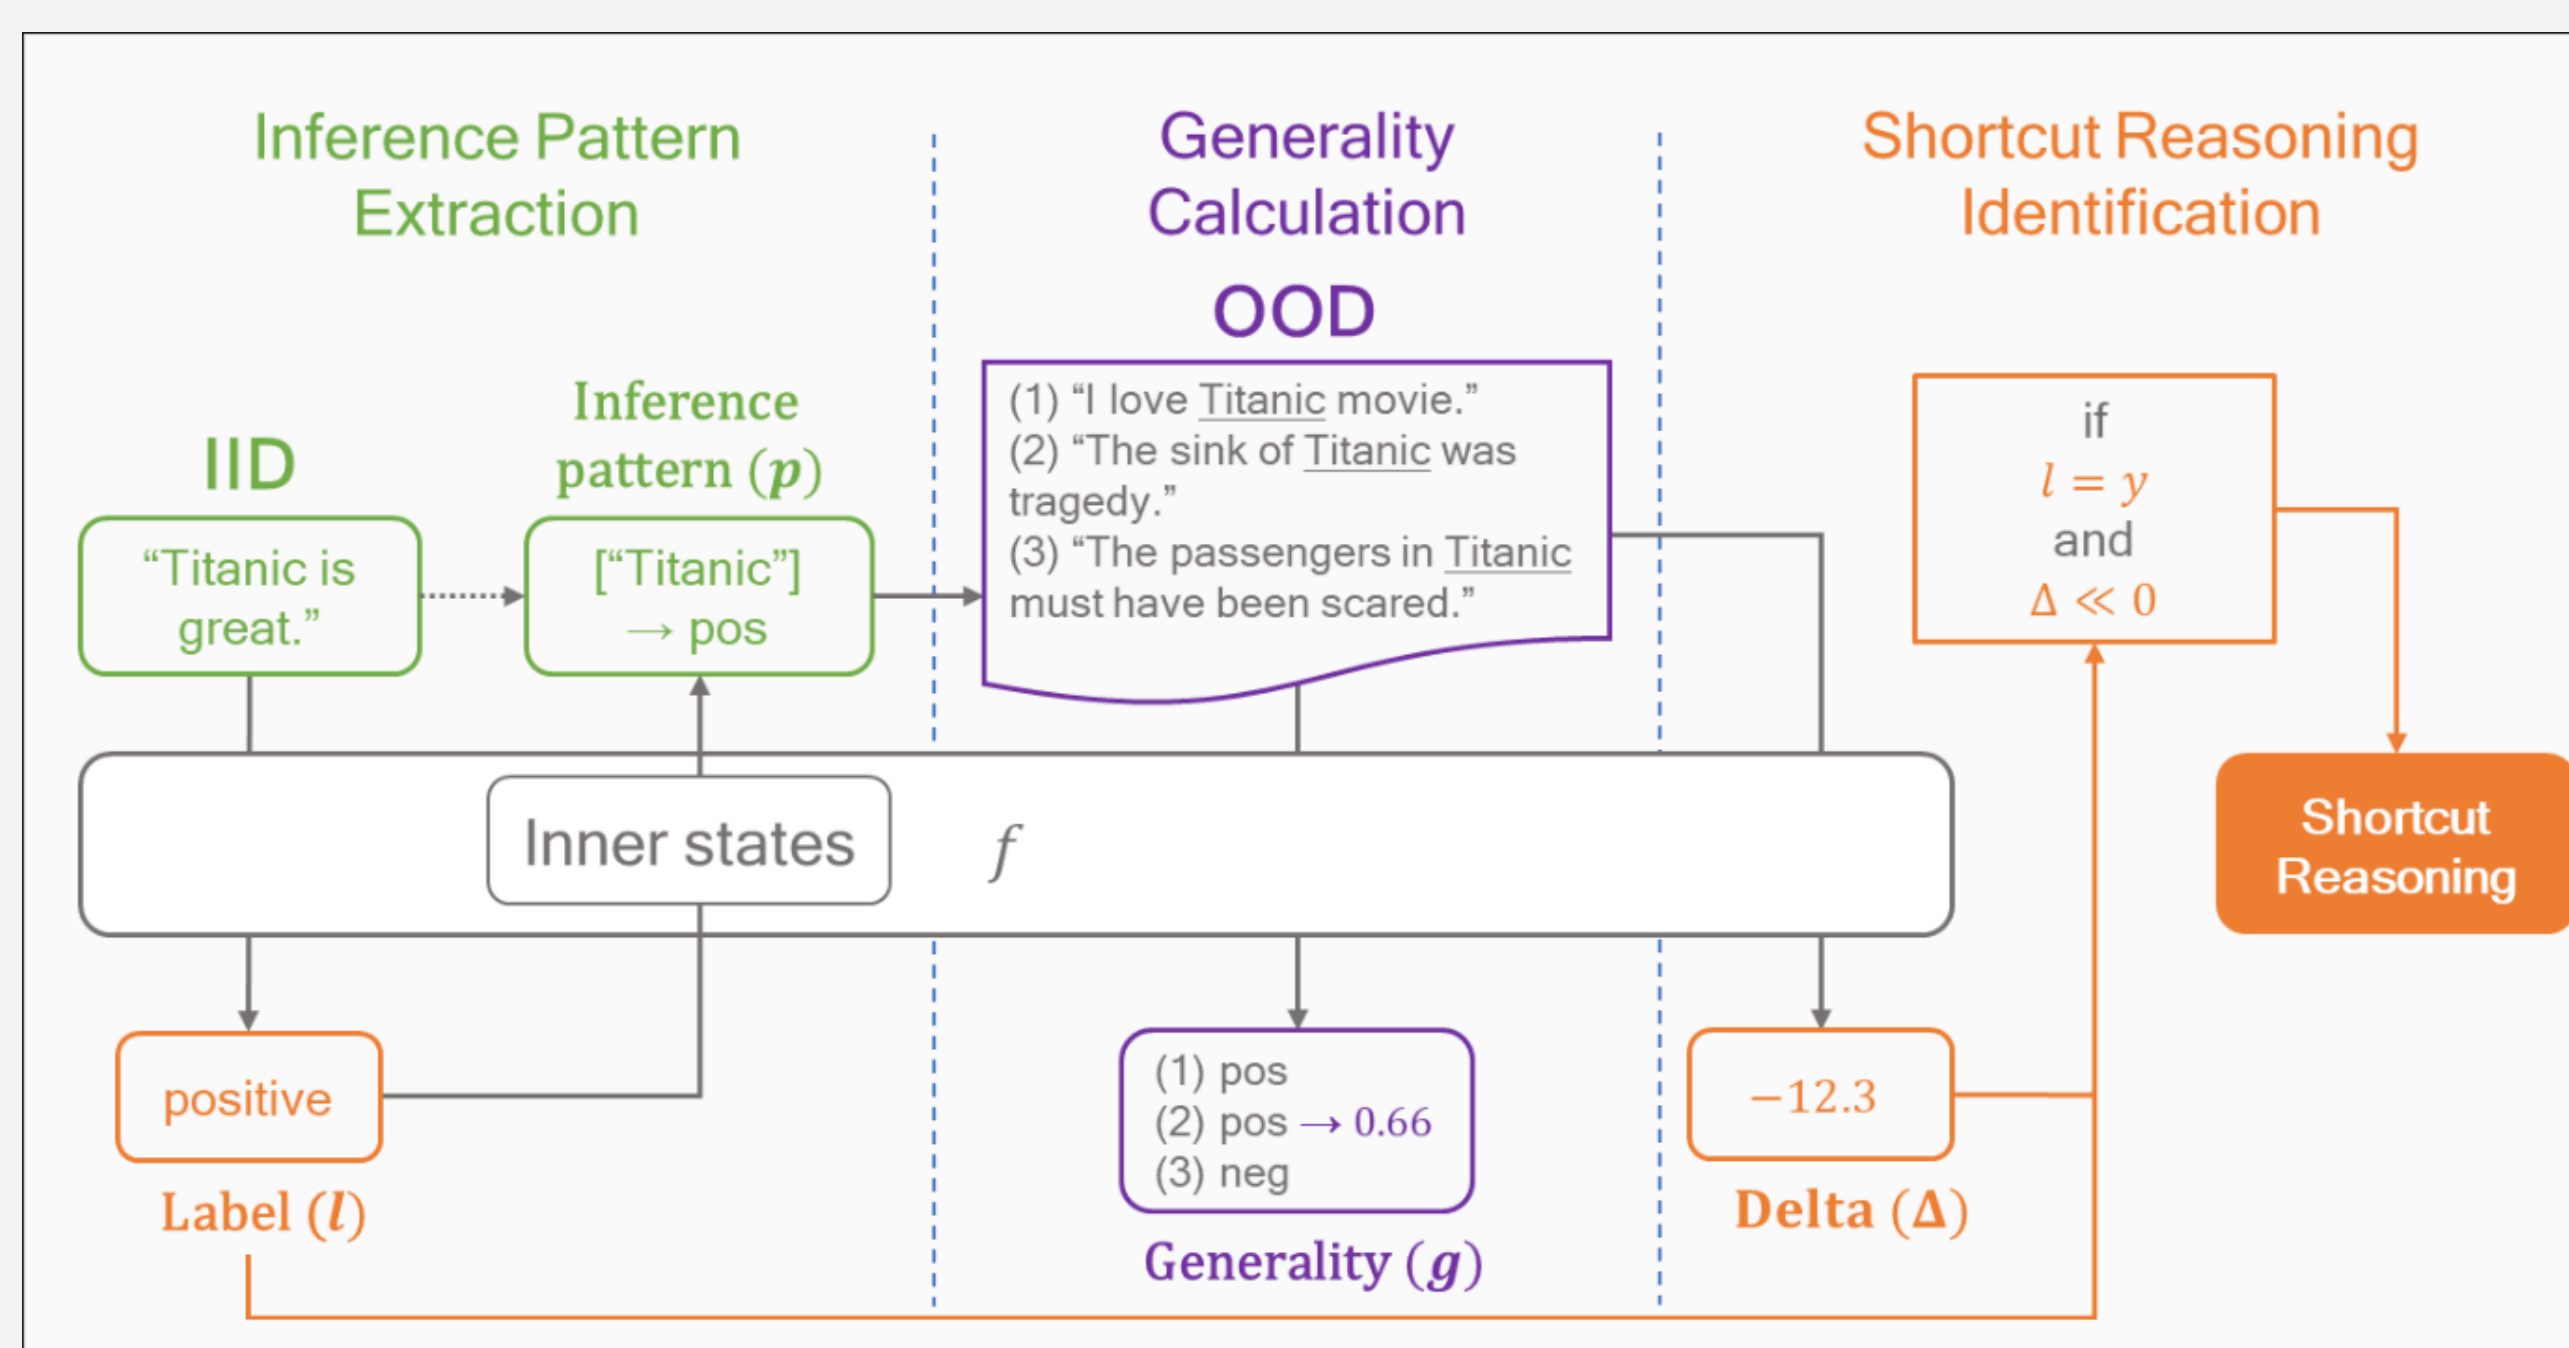 Inference Pattern
Extraction
Generality
Calculation
Shortcut Reasoning
Identification
OOD
IID
Inference
pattern (p)
“Titanic is
great.”
[“Titanic”]
→ pos
(1) “I love Titanic movie.”
(2) “The sink of Titanic was
tragedy.”
(3) “The passengers in Titanic
must have been scared.”
if
l = y
and
Δ ≪ 0
Inner states
f
Shortcut
Reasoning
positive
Label (l)
(1) pos
(2) pos → 0.66
(3) neg
Generality (g)
−12.3
Delta (Δ)